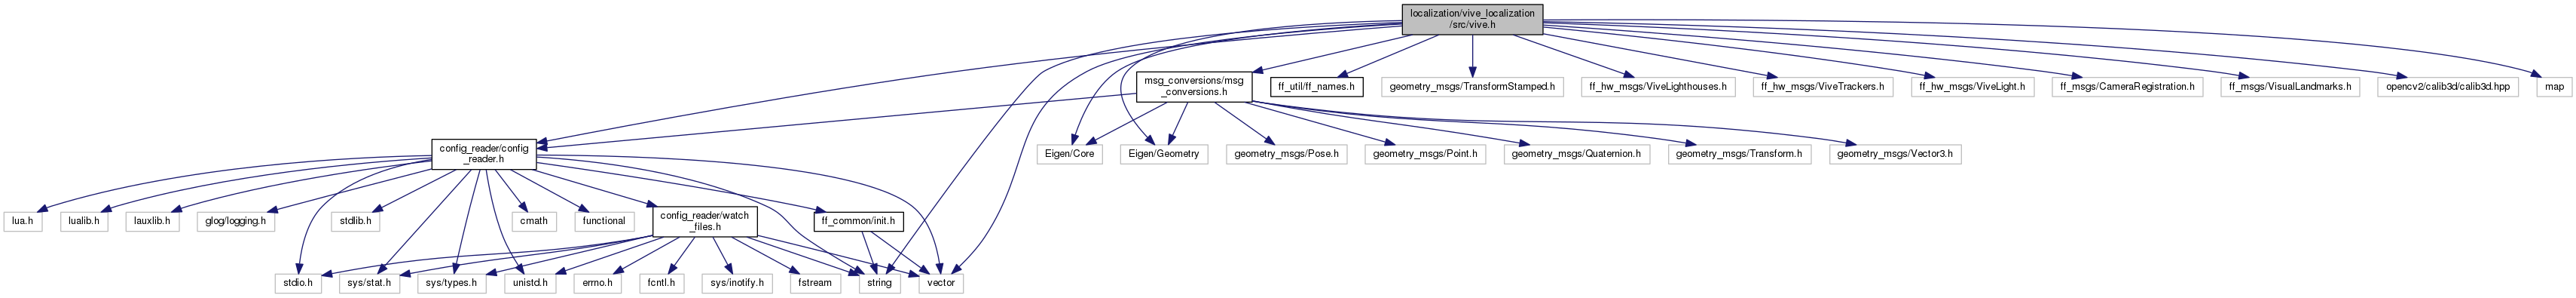 localization/vive_localization
/src/vive.h
msg_conversions/msg
_conversions.h
ff_util/ff_names.h
geometry_msgs/TransformStamped.h
ff_hw_msgs/ViveLighthouses.h
ff_hw_msgs/ViveTrackers.h
ff_hw_msgs/ViveLight.h
ff_msgs/CameraRegistration.h
ff_msgs/VisualLandmarks.h
opencv2/calib3d/calib3d.hpp
map
config_reader/config
_reader.h
Eigen/Core
Eigen/Geometry
geometry_msgs/Pose.h
geometry_msgs/Point.h
geometry_msgs/Quaternion.h
geometry_msgs/Transform.h
geometry_msgs/Vector3.h
lua.h
lualib.h
lauxlib.h
glog/logging.h
stdlib.h
cmath
functional
config_reader/watch
_files.h
ff_common/init.h
stdio.h
sys/stat.h
sys/types.h
unistd.h
errno.h
fcntl.h
sys/inotify.h
fstream
string
vector